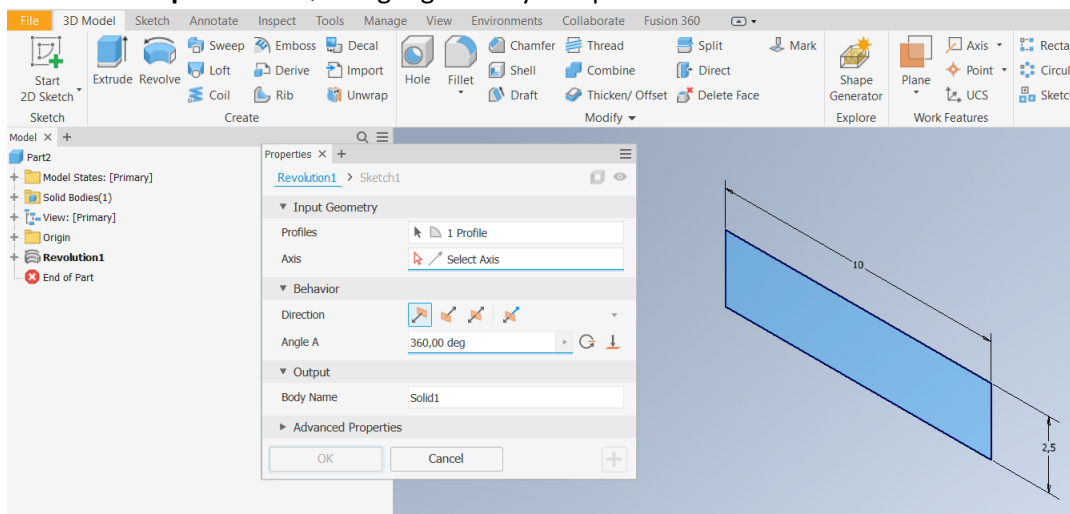 File 3D Model Sketch Annotate Inspect Tools Manage View Environments Collaborate Fusion 360
Sweep Emboss Decal Chamfer Thread Split Mark Axis Recta
Loft Derive Import Shell Combine Direct Point Circul
Start Extrude Revolve Hole Fillet Shape Plane
2D Sketch Coil Rib Unwrap Draft Thicken/ Offset Delete Face Generator UCS Sketc
Sketch Create Modify Explore Work Features
Model × +
Part2
Model States: [Primary]
Solid Bodies(1)
View: [Primary]
Origin
Revolution1
End of Part
Properties × +
Revolution1 > Sketch1
Input Geometry
Profiles 1 Profile
Axis Select Axis
Behavior
Direction
Angle A 360,00 deg
Output
Body Name Solid1
Advanced Properties
OK Cancel
10
2,5